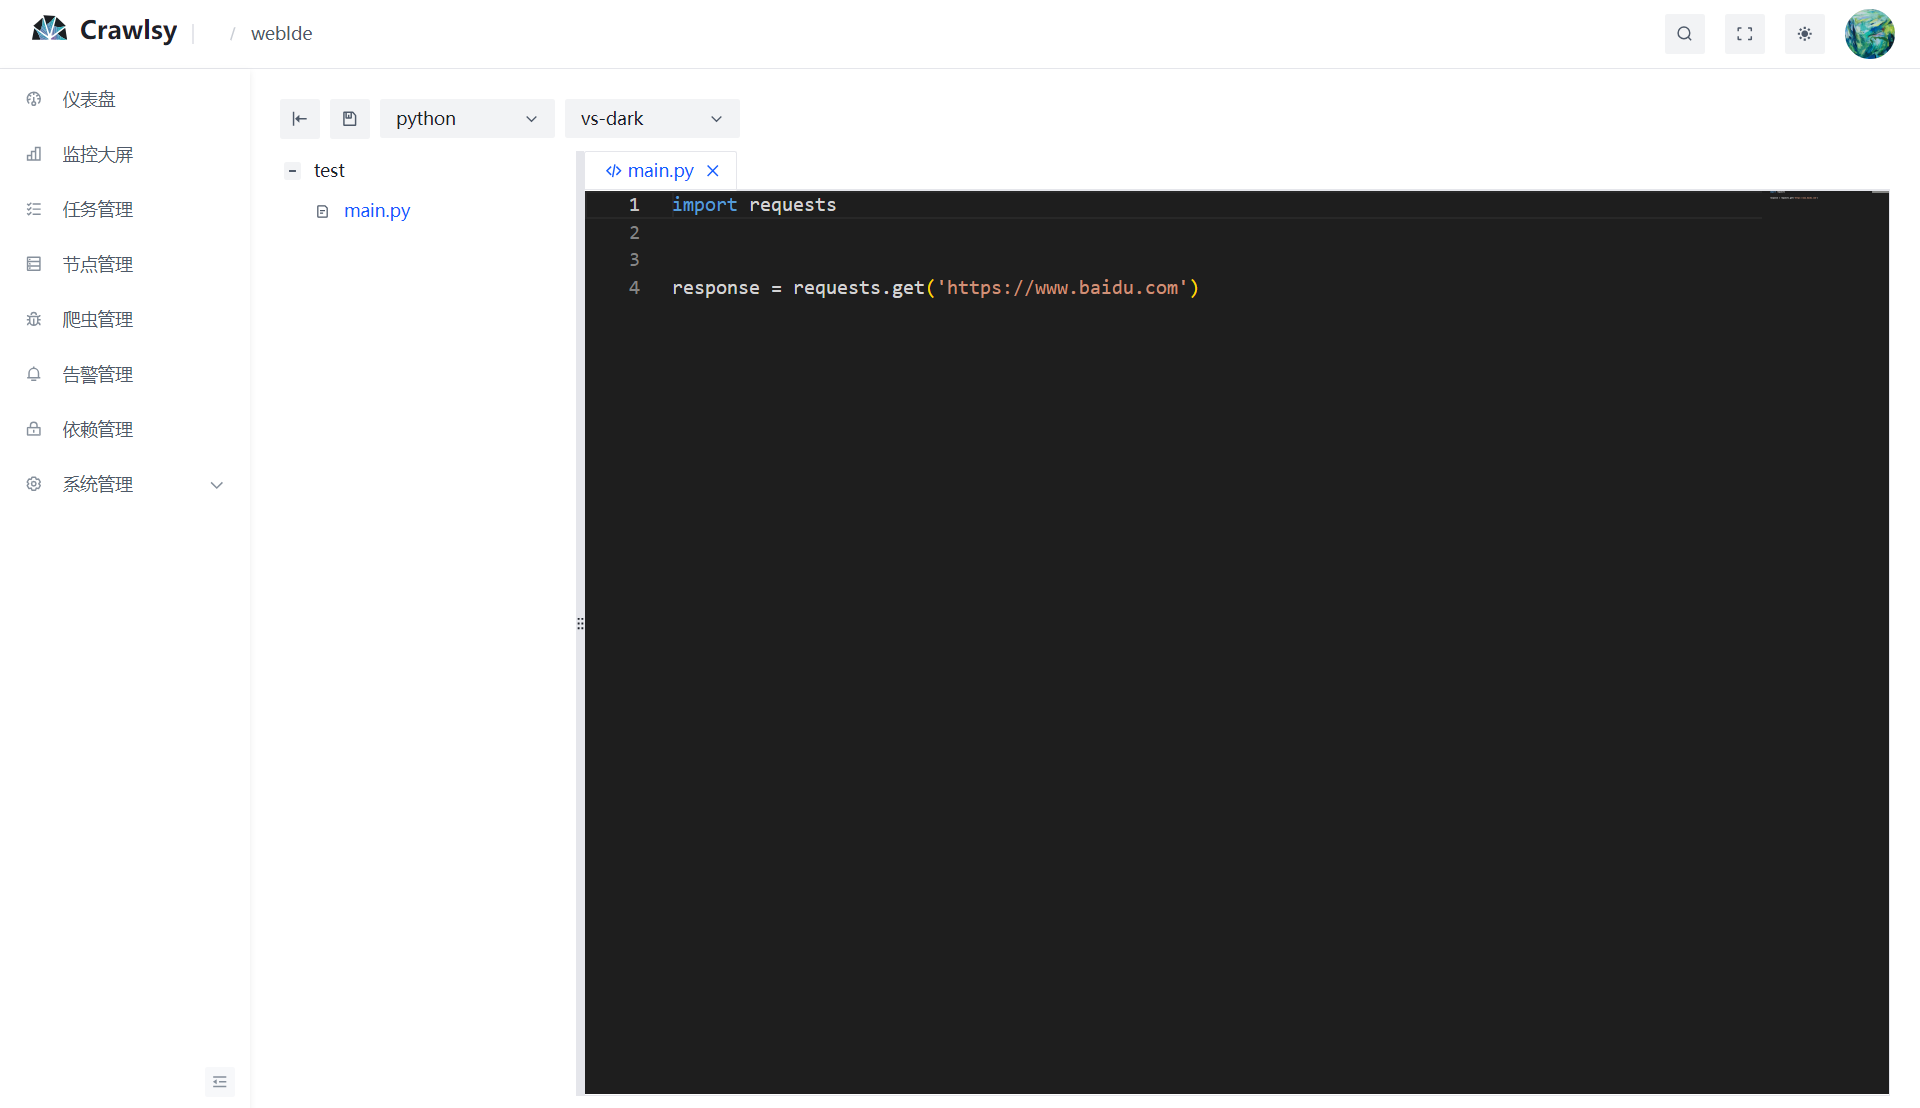 Crawlsy
/ webIde
仪表盘
监控大屏
任务管理
节点管理
爬虫管理
告警管理
依赖管理
系统管理
python
vs-dark
test
main.py
main.py
1 import requests
2
3
4 response = requests.get('https://www.baidu.com')